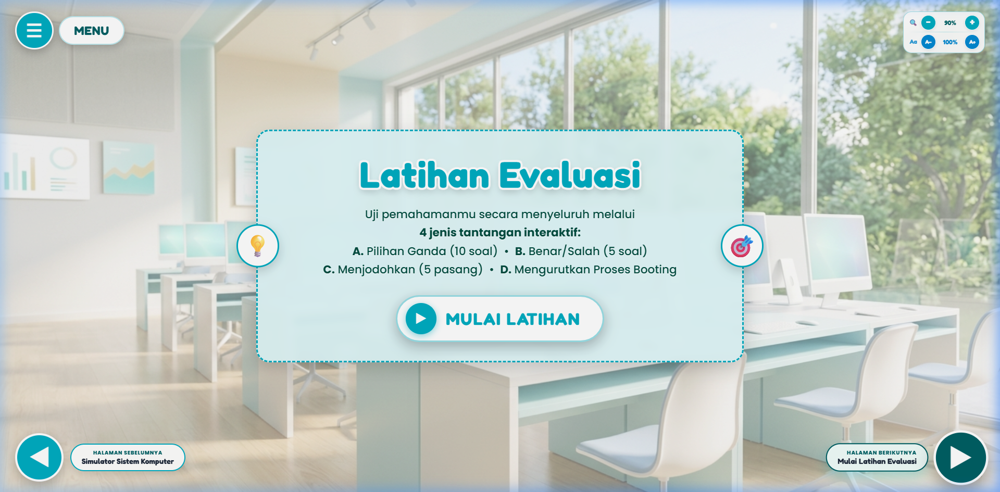 MENU
90%
Aa A- 100% A+
Latihan Evaluasi
Uji pemahamanmu secara menyeluruh melalui
4 jenis tantangan interaktif:
A. Pilihan Ganda (10 soal) • B. Benar/Salah (5 soal)
C. Menjodohkan (5 pasang) • D. Mengurutkan Proses Booting
MULAI LATIHAN
HALAMAN SEBELUMNYA
Simulator Sistem Komputer
HALAMAN BERIKUTNYA
Mulai Latihan Evaluasi